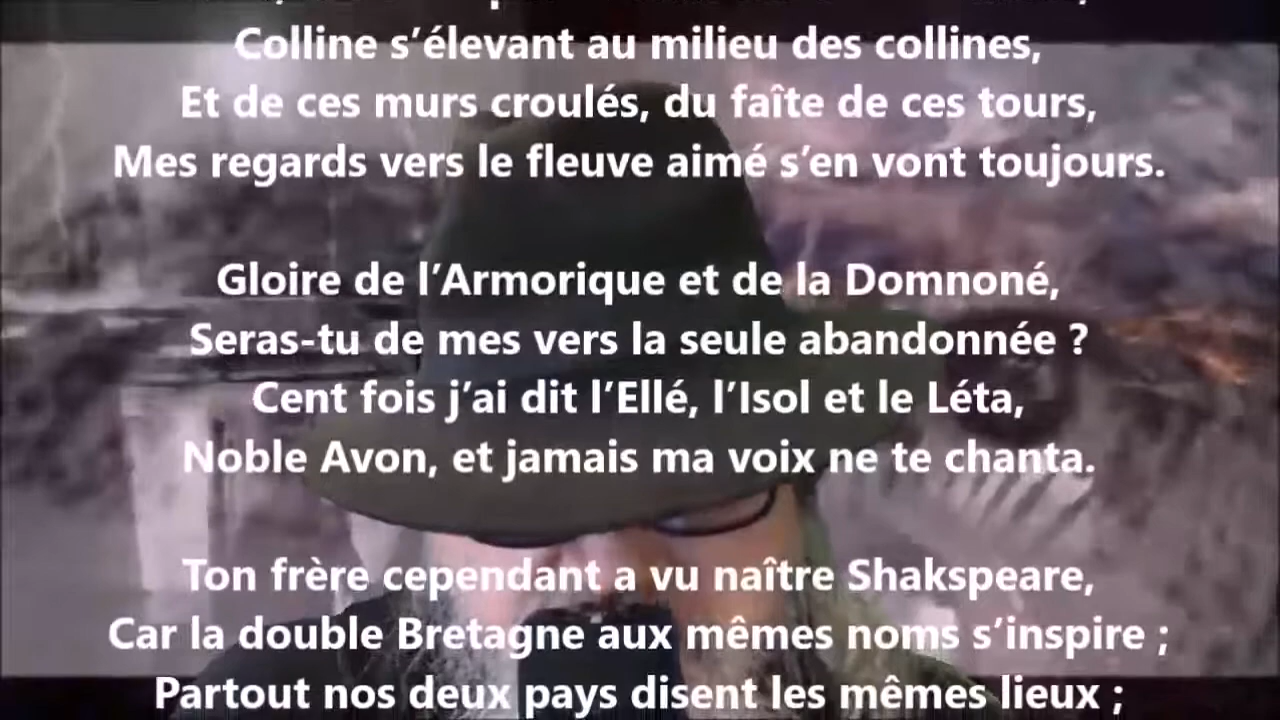 Colline s’élevant au milieu des collines,
Et de ces murs croulés, du faîte de ces tours,
Mes regards vers le fleuve aimé s’en vont toujours.
Gloire de l’Armorique et de la Domnoné,
Seras-tu de mes vers la seule abandonnée ?
Cent fois j’ai dit l’Ellé, l’Isol et le Léta,
Noble Avon, et jamais ma voix ne te chanta.
Ton frère cependant a vu naître Shakspeare,
Car la double Bretagne aux mêmes noms s’inspire ;
Partout nos deux pays disent les mêmes lieux ;